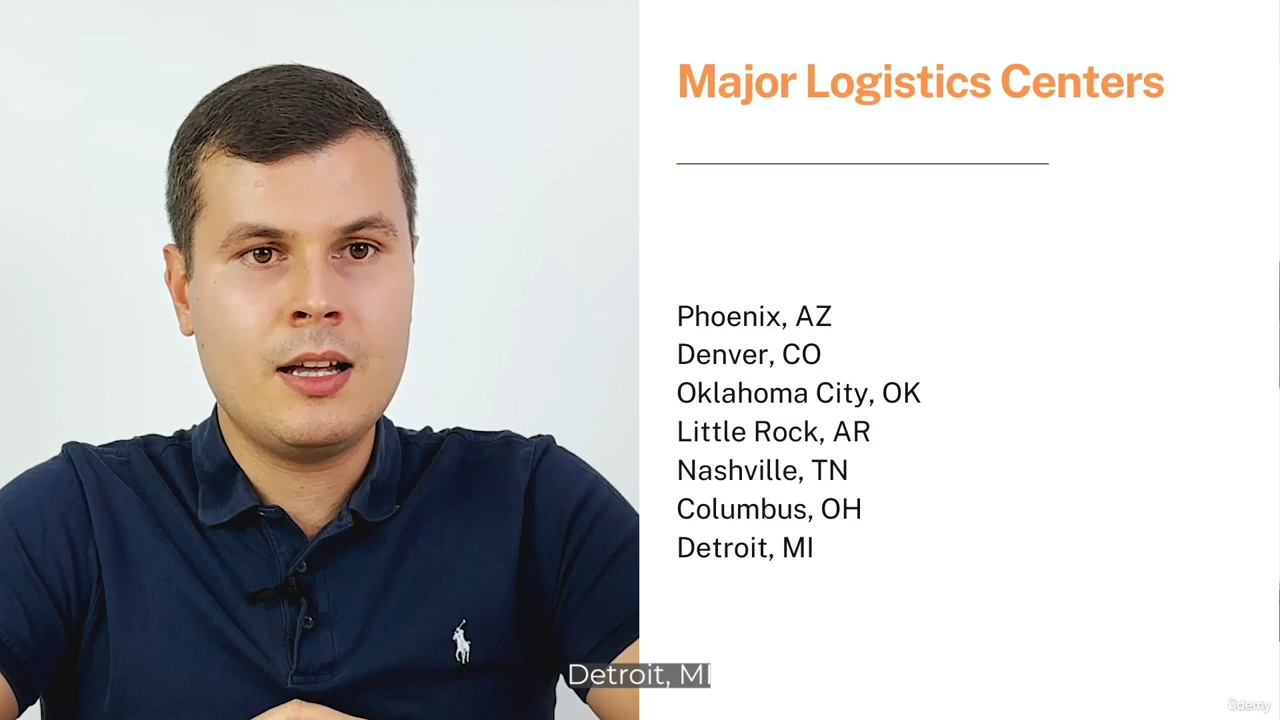 Major Logistics Centers
Phoenix, AZ
Denver, CO
Oklahoma City, OK
Little Rock, AR
Nashville, TN
Columbus, OH
Detroit, MI
Detroit, MI
ûdemy